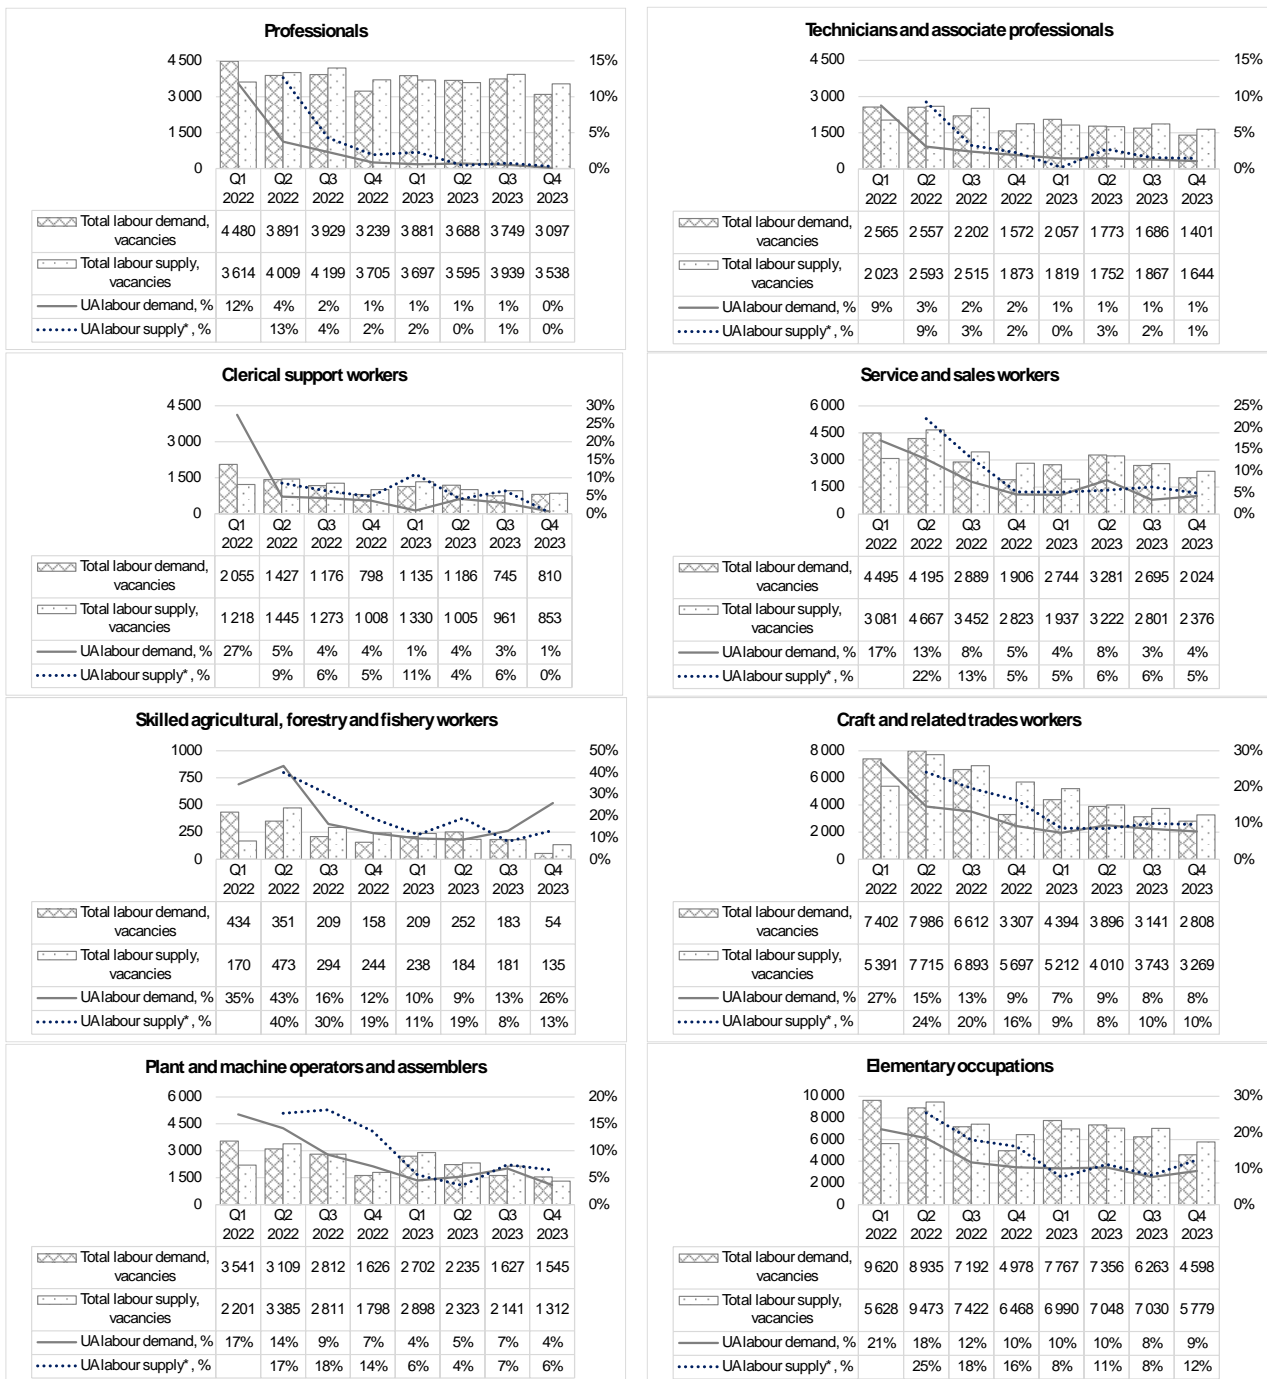 Professionals
4 500
3 000
1 500
0
15%
10%
5%
0%
Q1 2022 Q2 2022 Q3 2022 Q4 2022 Q1 2023 Q2 2023 Q3 2023 Q4 2023
Total labour demand, vacancies 4 480 3 891 3 929 3 239 3 881 3 688 3 749 3 097
Total labour supply, vacancies 3 614 4 009 4 199 3 705 3 697 3 595 3 939 3 538
UA labour demand, % 12% 4% 2% 1% 1% 1% 1% 0%
UA labour supply*, % 13% 4% 2% 2% 0% 1% 0%
Technicians and associate professionals
4 500
3 000
1 500
0
15%
10%
5%
0%
Q1 2022 Q2 2022 Q3 2022 Q4 2022 Q1 2023 Q2 2023 Q3 2023 Q4 2023
Total labour demand, vacancies 2 565 2 557 2 202 1 572 2 057 1 773 1 686 1 401
Total labour supply, vacancies 2 023 2 593 2 515 1 873 1 819 1 752 1 867 1 644
UA labour demand, % 9% 3% 2% 2% 1% 1% 1% 1%
UA labour supply*, % 9% 3% 2% 0% 3% 2% 1%
Clerical support workers
4 500
3 000
1 500
0
30%
25%
20%
15%
10%
5%
0%
Q1 2022 Q2 2022 Q3 2022 Q4 2022 Q1 2023 Q2 2023 Q3 2023 Q4 2023
Total labour demand, vacancies 2 055 1 427 1 176 798 1 135 1 186 745 810
Total labour supply, vacancies 1 218 1 445 1 273 1 008 1 330 1 005 961 853
UA labour demand, % 27% 5% 4% 4% 1% 4% 3% 1%
UA labour supply*, % 9% 6% 5% 11% 4% 6% 0%
Service and sales workers
6 000
4 500
3 000
1 500
0
25%
20%
15%
10%
5%
0%
Q1 2022 Q2 2022 Q3 2022 Q4 2022 Q1 2023 Q2 2023 Q3 2023 Q4 2023
Total labour demand, vacancies 4 495 4 195 2 889 1 906 2 744 3 281 2 695 2 024
Total labour supply, vacancies 3 081 4 667 3 452 2 823 1 937 3 222 2 801 2 376
UA labour demand, % 17% 13% 8% 5% 4% 8% 3% 4%
UA labour supply*, % 22% 13% 5% 5% 6% 6% 5%
Skilled agricultural, forestry and fishery workers
1000
750
500
250
0
50%
40%
30%
20%
10%
0%
Q1 2022 Q2 2022 Q3 2022 Q4 2022 Q1 2023 Q2 2023 Q3 2023 Q4 2023
Total labour demand, vacancies 434 351 209 158 209 252 183 54
Total labour supply, vacancies 170 473 294 244 238 184 181 135
UA labour demand, % 35% 43% 16% 12% 10% 9% 13% 26%
UA labour supply*, % 40% 30% 19% 11% 19% 8% 13%
Craft and related trades workers
8 000
6 000
4 000
2 000
0
30%
20%
10%
0%
Q1 2022 Q2 2022 Q3 2022 Q4 2022 Q1 2023 Q2 2023 Q3 2023 Q4 2023
Total labour demand, vacancies 7 402 7 986 6 612 3 307 4 394 3 896 3 141 2 808
Total labour supply, vacancies 5 391 7 715 6 893 5 697 5 212 4 010 3 743 3 269
UA labour demand, % 27% 15% 13% 9% 7% 9% 8% 8%
UA labour supply*, % 24% 20% 16% 9% 8% 10% 10%
Plant and machine operators and assemblers
6 000
4 500
3 000
1 500
0
20%
15%
10%
5%
0%
Q1 2022 Q2 2022 Q3 2022 Q4 2022 Q1 2023 Q2 2023 Q3 2023 Q4 2023
Total labour demand, vacancies 3 541 3 109 2 812 1 626 2 702 2 235 1 627 1 545
Total labour supply, vacancies 2 201 3 385 2 811 1 798 2 898 2 323 2 141 1 312
UA labour demand, % 17% 14% 9% 7% 4% 5% 7% 4%
UA labour supply*, % 17% 18% 14% 6% 4% 7% 6%
Elementary occupations
10 000
8 000
6 000
4 000
2 000
0
30%
20%
10%
0%
Q1 2022 Q2 2022 Q3 2022 Q4 2022 Q1 2023 Q2 2023 Q3 2023 Q4 2023
Total labour demand, vacancies 9 620 8 935 7 192 4 978 7 767 7 356 6 263 4 598
Total labour supply, vacancies 5 628 9 473 7 422 6 468 6 990 7 048 7 030 5 779
UA labour demand, % 21% 18% 12% 10% 10% 10% 8% 9%
UA labour supply*, % 25% 18% 16% 8% 11% 8% 12%